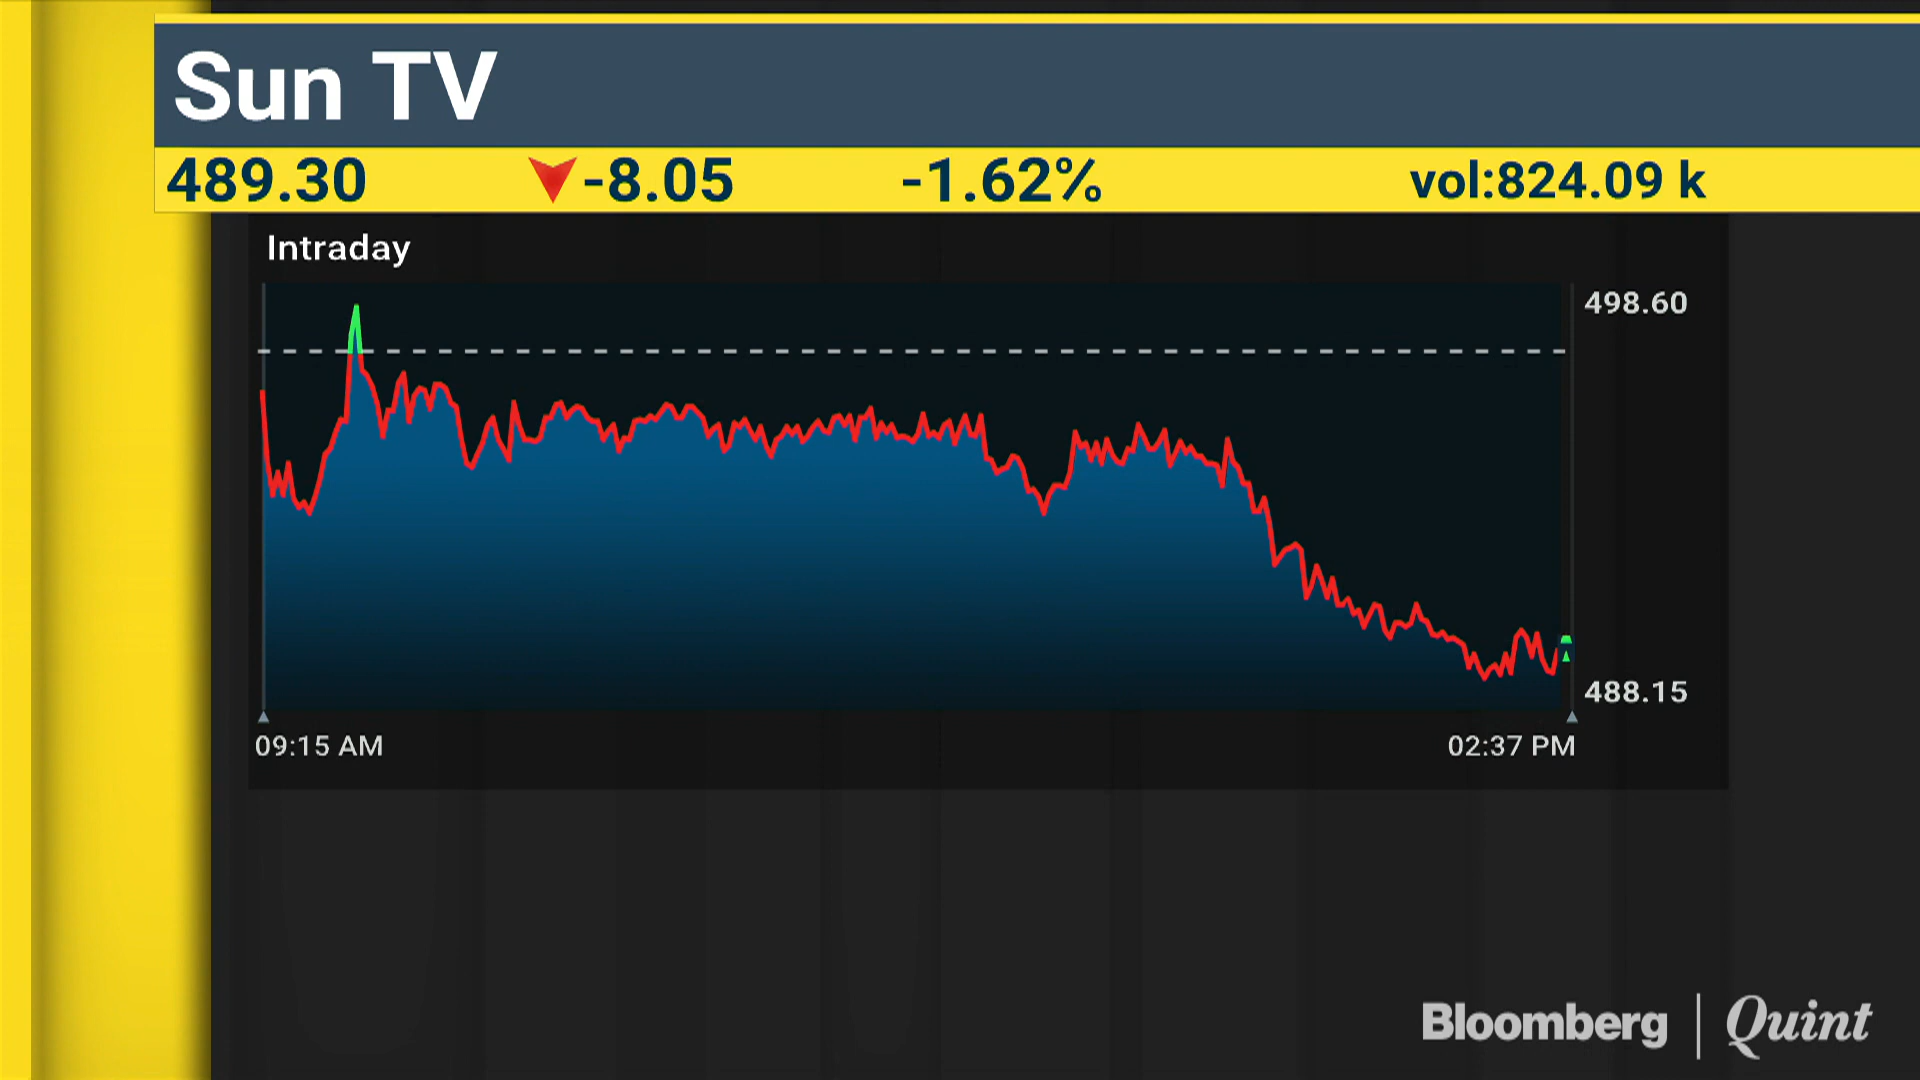 Sun TV
489.30 -8.05 -1.62% vol:824.09 k
Intraday
498.60
488.15
09:15 AM 02:37 PM
Bloomberg | Quint